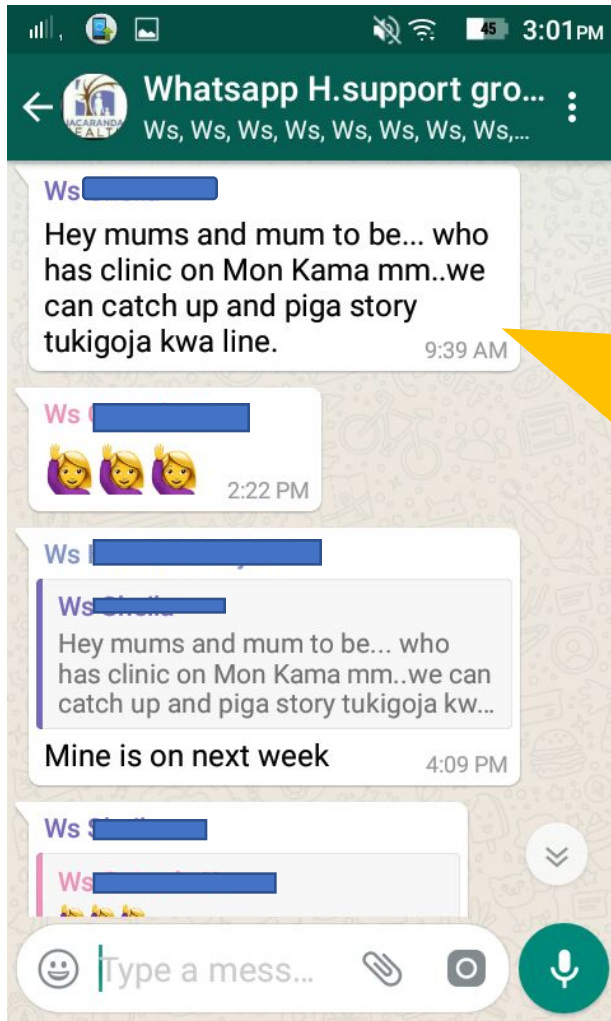 45 3:01 PM
Whatsapp H.support gro...
ACARANDA
EALT
Ws, Ws, Ws, Ws, Ws, Ws, Ws, Ws,...
Ws
Hey mums and mum to be... who
has clinic on Mon Kama mm..we
can catch up and piga story
tukigoja kwa line.
9:39 AM
Ws
2:22 PM
Ws
Ws
Hey mums and mum to be... who
has clinic on Mon Kama mm..we can
catch up and piga story tukigoja kw...
Mine is on next week
4:09 PM
Ws
Ws
Type a mess...